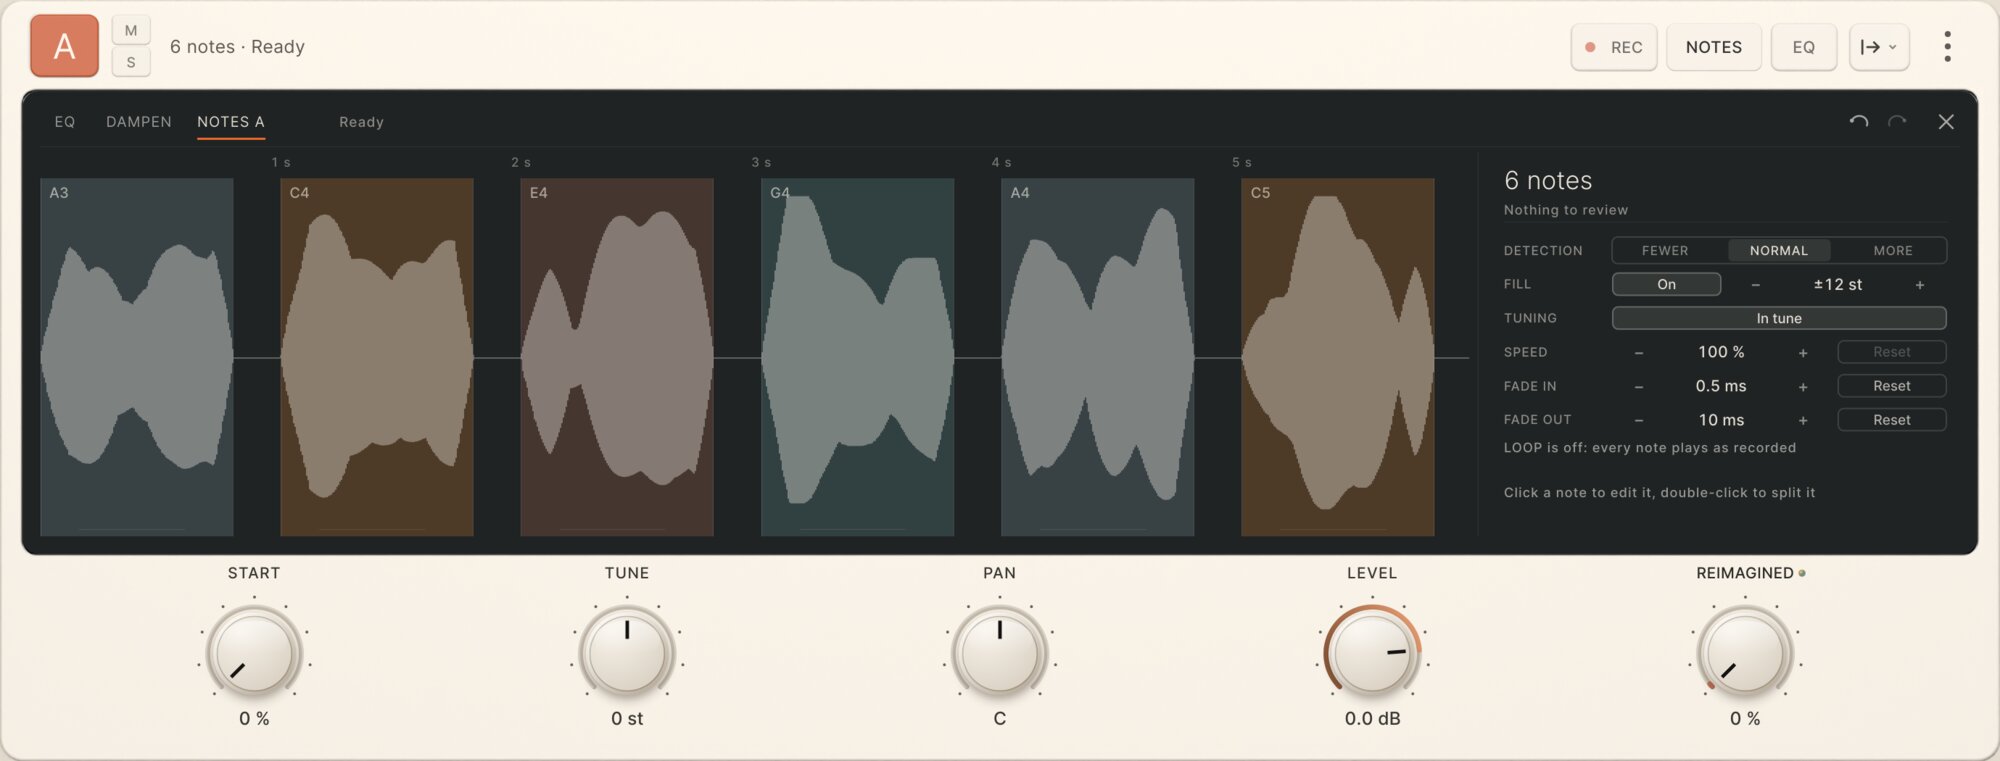 A
M
S
6 notes · Ready
REC
NOTES
EQ
EQ
DAMPEN
NOTES A
Ready
1 s
2 s
3 s
4 s
5 s
A3
C4
E4
G4
A4
C5
6 notes
Nothing to review
DETECTION
FEWER
NORMAL
MORE
FILL
On
− ±12 st +
TUNING
In tune
SPEED
− 100 % +
Reset
FADE IN
− 0.5 ms +
Reset
FADE OUT
− 10 ms +
Reset
LOOP is off: every note plays as recorded
Click a note to edit it, double-click to split it
START
TUNE
PAN
LEVEL
REIMAGINED
0 %
0 st
C
0.0 dB
0 %